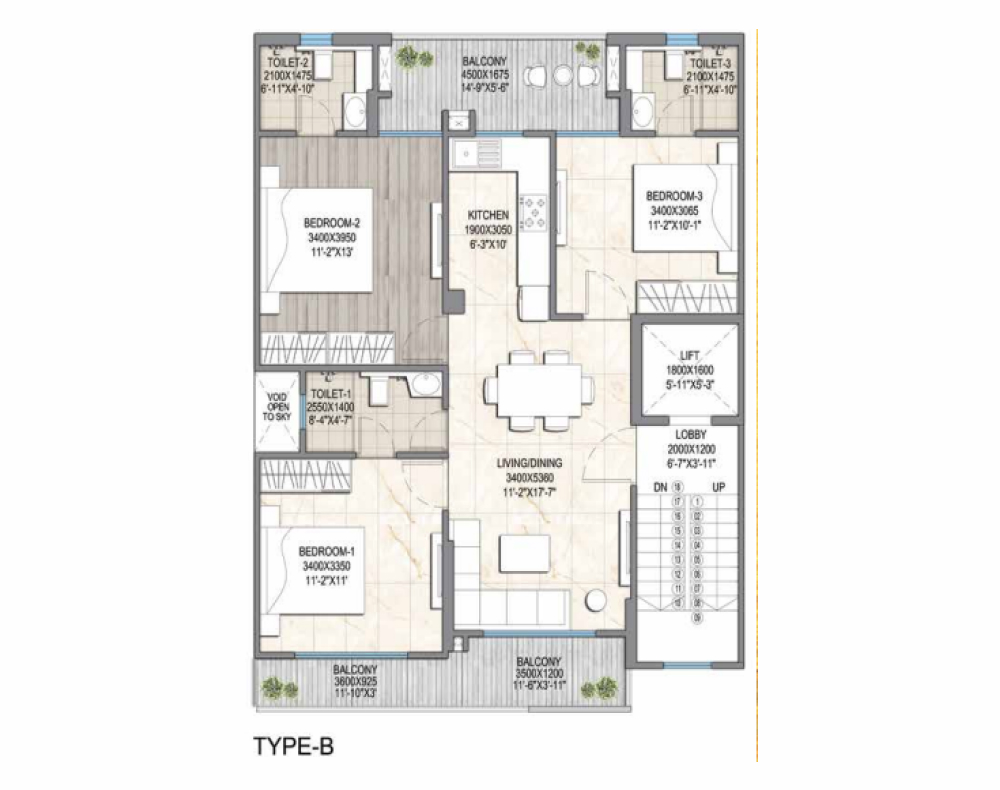 TOILET-2
2100X1475
6'-11"X4'-10"
BALCONY
4500X1675
14'-9"X5'-6"
TOILET-3
2100X1475
6'-11"X4'-10"
BEDROOM-2
3400X3950
11'-2"X13'
KITCHEN
1900X3050
6'-3"X10'
BEDROOM-3
3400X3065
11'-2"X10'-1"
LIFT
1800X1600
5'-11"X5'-3"
VOID
OPEN
TO SKY
TOILET-1
2550X1400
8'-4"X4'-7"
LOBBY
2000X1200
6'-7"X3'-11"
LIVING/DINING
3400X5360
11'-2"X17'-7"
DN 18 UP
17 1
16 02
15 03
14 04
13 05
12 06
11 07
10 08
09
BEDROOM-1
3400X3350
11'-2"X11'
BALCONY
3600X925
11'-10"X3'
BALCONY
3500X1200
11'-6"X3'-11"
TYPE-B